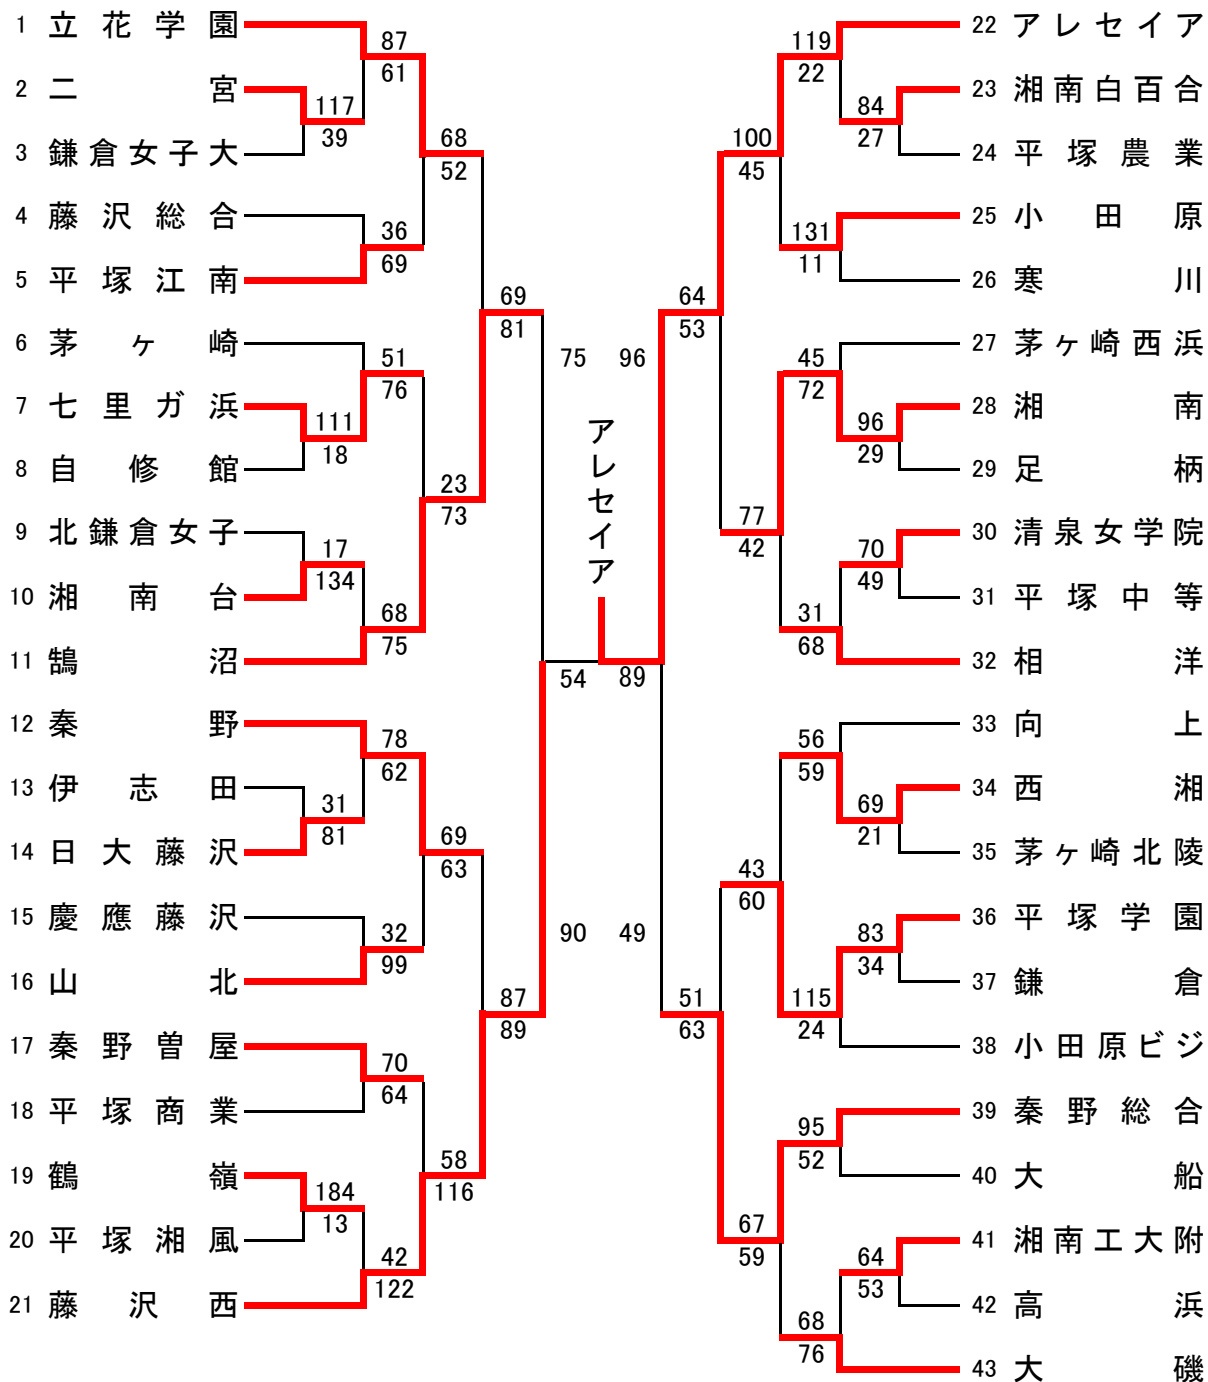 1 立花学園
2 二宮
3 鎌倉女子大
4 藤沢総合
5 平塚江南
6 茅ヶ崎
7 七里ガ浜
8 自修館
9 北鎌倉女子
10 湘南台
11 鵠沼
12 秦野
13 伊志田
14 日大藤沢
15 慶應藤沢
16 山北
17 秦野曽屋
18 平塚商業
19 鶴嶺
20 平塚湘風
21 藤沢西
117
39
111
18
17
134
31
81
184
13
87
61
36
69
51
76
68
75
78
62
32
99
70
64
42
122
68
52
23
73
69
63
58
116
69
81
87
89
75 96
アレセイア
54 89
90 49
64
53
51
63
100
45
77
42
43
60
67
59
119
22
131
11
45
72
31
68
56
59
115
24
95
52
68
76
84
27
96
29
70
49
69
21
83
34
64
53
22 アレセイア
23 湘南白百合
24 平塚農業
25 小田原
26 寒川
27 茅ヶ崎西浜
28 湘南
29 足柄
30 清泉女学院
31 平塚中等
32 相洋
33 向上
34 西湘
35 茅ヶ崎北陵
36 平塚学園
37 鎌倉
38 小田原ビジ
39 秦野総合
40 大船
41 湘南工大附
42 高浜
43 大磯